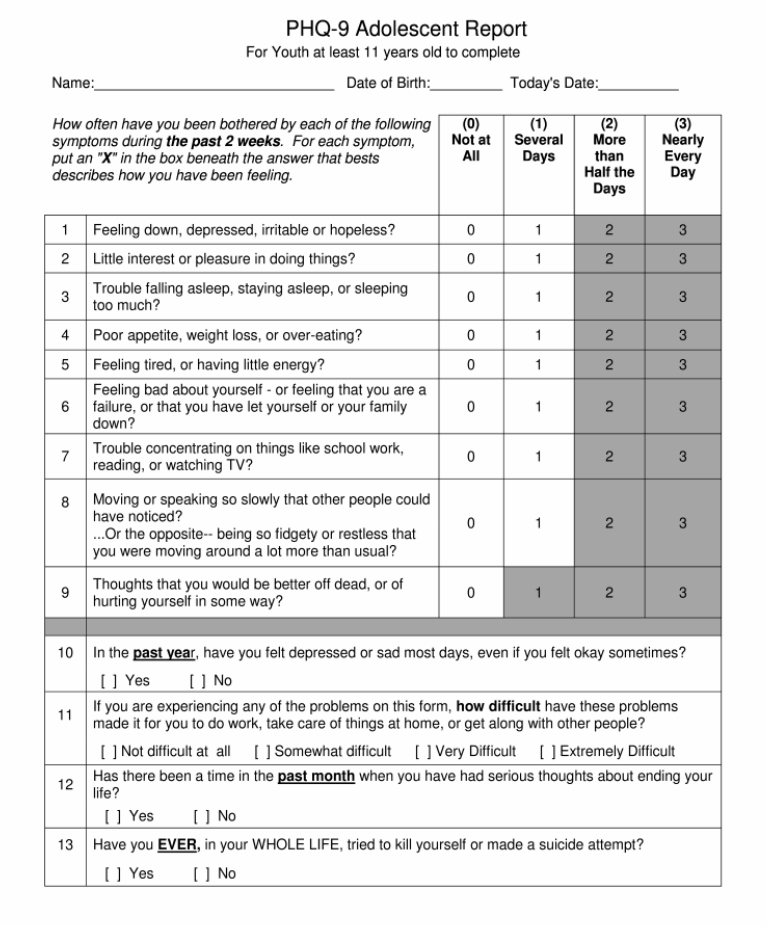 PHQ-9 Adolescent Report
For Youth at least 11 years old to complete
Name: Date of Birth: Today's Date:
How often have you been bothered by each of the following
symptoms during the past 2 weeks. For each symptom,
put an "X" in the box beneath the answer that bests
describes how you have been feeling.
(0)
Not at
All
(1)
Several
Days
(2)
More
than
Half the
Days
(3)
Nearly
Every
Day
1 Feeling down, depressed, irritable or hopeless? 0 1 2 3
2 Little interest or pleasure in doing things? 0 1 2 3
3 Trouble falling asleep, staying asleep, or sleeping
too much? 0 1 2 3
4 Poor appetite, weight loss, or over-eating? 0 1 2 3
5 Feeling tired, or having little energy? 0 1 2 3
6 Feeling bad about yourself - or feeling that you are a
failure, or that you have let yourself or your family
down? 0 1 2 3
7 Trouble concentrating on things like school work,
reading, or watching TV? 0 1 2 3
8 Moving or speaking so slowly that other people could
have noticed?
...Or the opposite-- being so fidgety or restless that
you were moving around a lot more than usual? 0 1 2 3
9 Thoughts that you would be better off dead, or of
hurting yourself in some way? 0 1 2 3
10 In the past year, have you felt depressed or sad most days, even if you felt okay sometimes?
[ ] Yes [ ] No
11 If you are experiencing any of the problems on this form, how difficult have these problems
made it for you to do work, take care of things at home, or get along with other people?
[ ] Not difficult at all [ ] Somewhat difficult [ ] Very Difficult [ ] Extremely Difficult
12 Has there been a time in the past month when you have had serious thoughts about ending your
life?
[ ] Yes [ ] No
13 Have you EVER, in your WHOLE LIFE, tried to kill yourself or made a suicide attempt?
[ ] Yes [ ] No